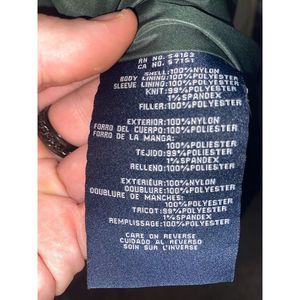 RN NO. 54163
CA NO. 57151
SHELL:100%NYLON
BODY LINING:100%POLYESTER
SLEEVE LINING:100%POLYESTER
KNIT:99%POLYESTER
1%SPANDEX
FILLER:100%POLYESTER
EXTERIOR:100%NYLON
FORRO DEL CUERPO:100%POLIESTER
FORRO DE LA MANGA:
100%POLIESTER
TEJIDO:99%POLIESTER
1%SPANDEX
RELLENO:100%POLIESTER
EXTÉRIEUR:100%NYLON
DOUBLURE:100%POLYESTER
DOUBLURE DE MANCHES:
100%POLYESTER
TRICOT:99%POLYESTER
1%SPANDEX
REMPLISSAGE:100%POLYESTER
CARE ON REVERSE
CUIDADO AL REVERSO
SOIN SUR L'INVERSE